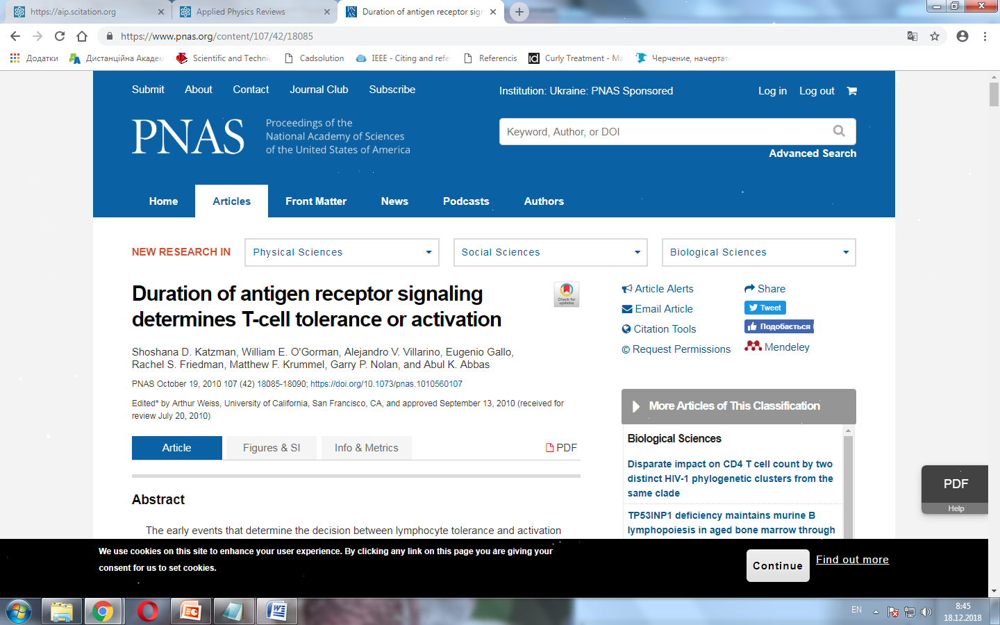 https://aip.scitation.org
Applied Physics Reviews
Duration of antigen receptor sign
https://www.pnas.org/content/107/42/18085
Додатки
Дистанційна Академ
Scientific and Technic
Cadsolution
IEEE - Citing and refe
Referencis
Curly Treatment - Ma
Черчение, начертат
Submit About Contact Journal Club Subscribe
Institution: Ukraine: PNAS Sponsored
Log in Log out
PNAS
Proceedings of the
National Academy of Sciences
of the United States of America
Keyword, Author, or DOI
Advanced Search
Home Articles Front Matter News Podcasts Authors
NEW RESEARCH IN
Physical Sciences
Social Sciences
Biological Sciences
Duration of antigen receptor signaling
determines T-cell tolerance or activation
Check for
updates
Shoshana D. Katzman, William E. O'Gorman, Alejandro V. Villarino, Eugenio Gallo,
Rachel S. Friedman, Matthew F. Krummel, Garry P. Nolan, and Abul K. Abbas
PNAS October 19, 2010 107 (42) 18085-18090; https://doi.org/10.1073/pnas.1010560107
Edited* by Arthur Weiss, University of California, San Francisco, CA, and approved September 13, 2010 (received for
review July 20, 2010)
Article
Figures & SI
Info & Metrics
PDF
Abstract
The early events that determine the decision between lymphocyte tolerance and activation
Article Alerts
Email Article
Citation Tools
© Request Permissions
Share
Tweet
Подобається
Mendeley
More Articles of This Classification
Biological Sciences
Disparate impact on CD4 T cell count by two
distinct HIV-1 phylogenetic clusters from the
same clade
TP53INP1 deficiency maintains murine B
lymphopoiesis in aged bone marrow through
PDF
Help
We use cookies on this site to enhance your user experience. By clicking any link on this page you are giving your
consent for us to set cookies.
Continue
Find out more
EN
8:45
18.12.2018